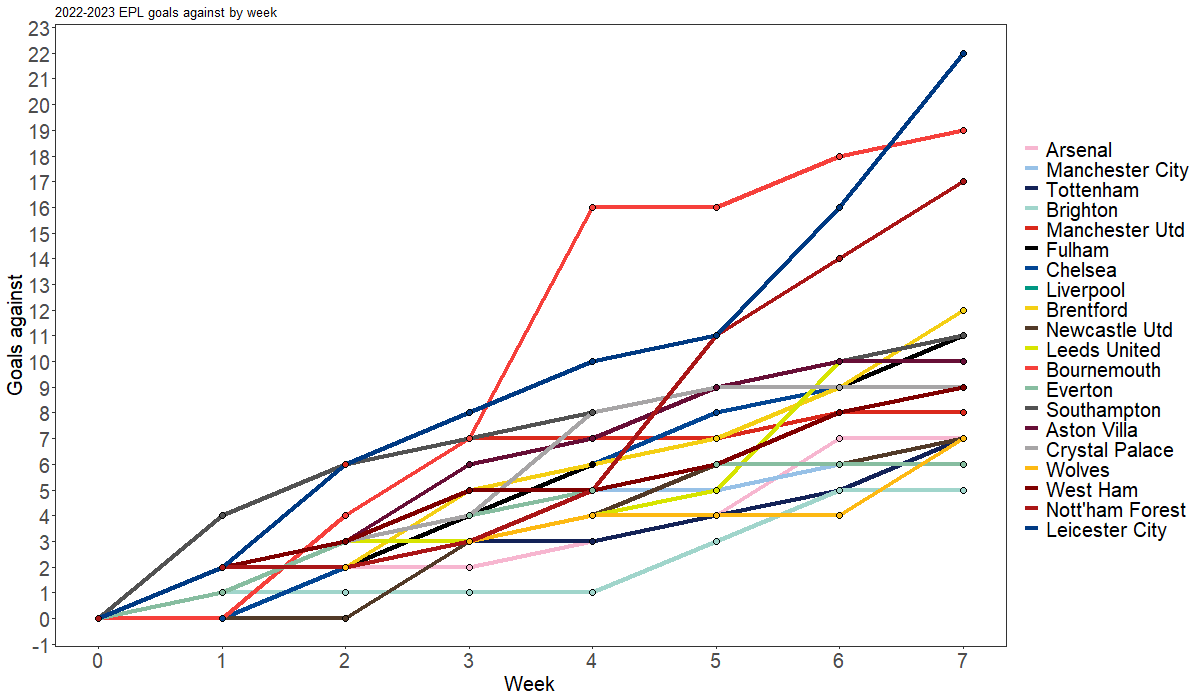 2022-2023 EPL goals against by week
23
22
21
20
19
18
17
16
15
14
13
12
11
10
9
8
7
6
5
4
3
2
1
0
-1
Goals against
0 1 2 3 4 5 6 7
Week
Arsenal
Manchester City
Tottenham
Brighton
Manchester Utd
Fulham
Chelsea
Liverpool
Brentford
Newcastle Utd
Leeds United
Bournemouth
Everton
Southampton
Aston Villa
Crystal Palace
Wolves
West Ham
Nott'ham Forest
Leicester City